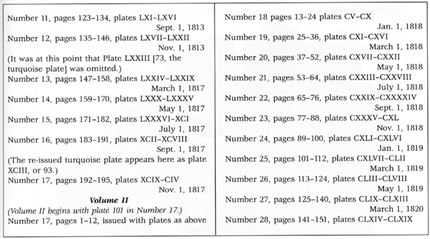 Number 11, pages 123–134, plates LXI–LXVI
Sept. 1, 1813
Number 12, pages 135–146, plates LXVII–LXXII
Nov. 1, 1813
(It was at this point that Plate LXXIII [73, the
turquoise plate] was omitted.)
Number 13, pages 147–158, plates LXXIV–LXXIX
March 1, 1817
Number 14, pages 159–170, plates LXXX–LXXXV
May 1, 1817
Number 15, pages 171–182, plates LXXXVI–XCI
July 1, 1817
Number 16, pages 183–191, plates XCII–XCVIII
Sept. 1, 1817
(The re-issued turquoise plate appears here as plate
XCIII, or 93.)
Number 17, pages 192–195, plates XCIX–CIV
Nov. 1, 1817
Volume II
(Volume II begins with plate 101 in Number 17.)
Number 17, pages 1–12, issued with plates as above
Number 18 pages 13–24 plates CV–CX
Jan. 1, 1818
Number 19, pages 25–36, plates CXI–CXVI
March 1, 1818
Number 20, pages 37–52, plates CXVII–CXXII
May 1, 1818
Number 21, pages 53–64, plates CXXIII–CXXVIII
July 1, 1818
Number 22, pages 65–76, plates CXXIX–CXXXXIV
Sept. 1, 1818
Number 23, pages 77–88, plates CXXXV–CXL
Nov. 1, 1818
Number 24, pages 89–100, plates CXLI–CXLVI
Jan. 1, 1819
Number 25, pages 101–112, plates CXLVII–CLII
March 1, 1819
Number 26, pages 113–124, plates CLIII–CLVIII
May 1, 1819
Number 27, pages 125–140, plates CLIX–CLXIII
March 1, 1820
Number 28, pages 141–151, plates CLXIV–CLXIX